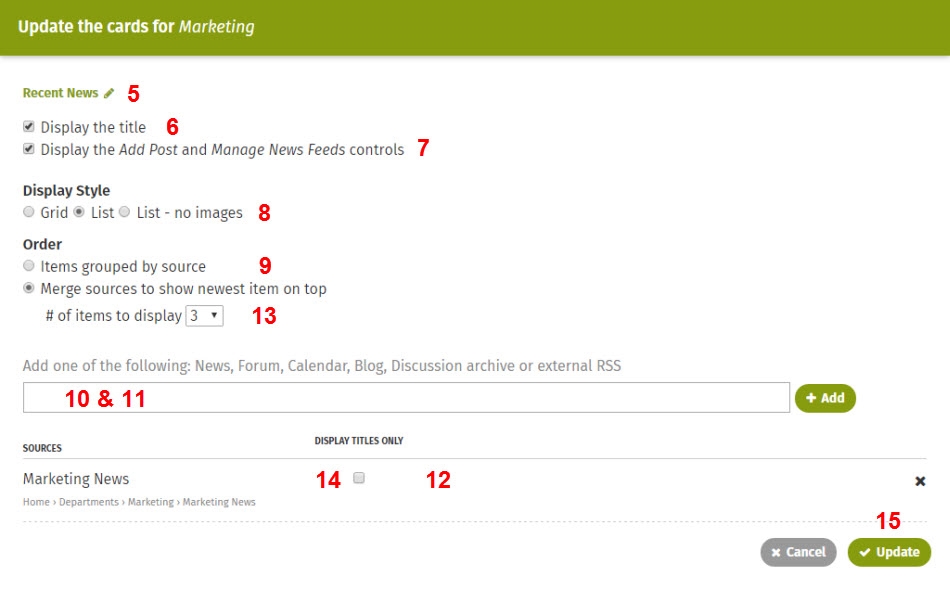 Update the cards for Marketing
Recent News 5
Display the title 6
Display the Add Post and Manage News Feeds controls 7
Display Style
Grid List List - no images 8
Order
Items grouped by source 9
Merge sources to show newest item on top
# of items to display 3 13
Add one of the following: News, Forum, Calendar, Blog, Discussion archive or external RSS
10 & 11 + Add
SOURCES DISPLAY TITLES ONLY
Marketing News 14 12
Home › Departments › Marketing › Marketing News
15
Cancel Update